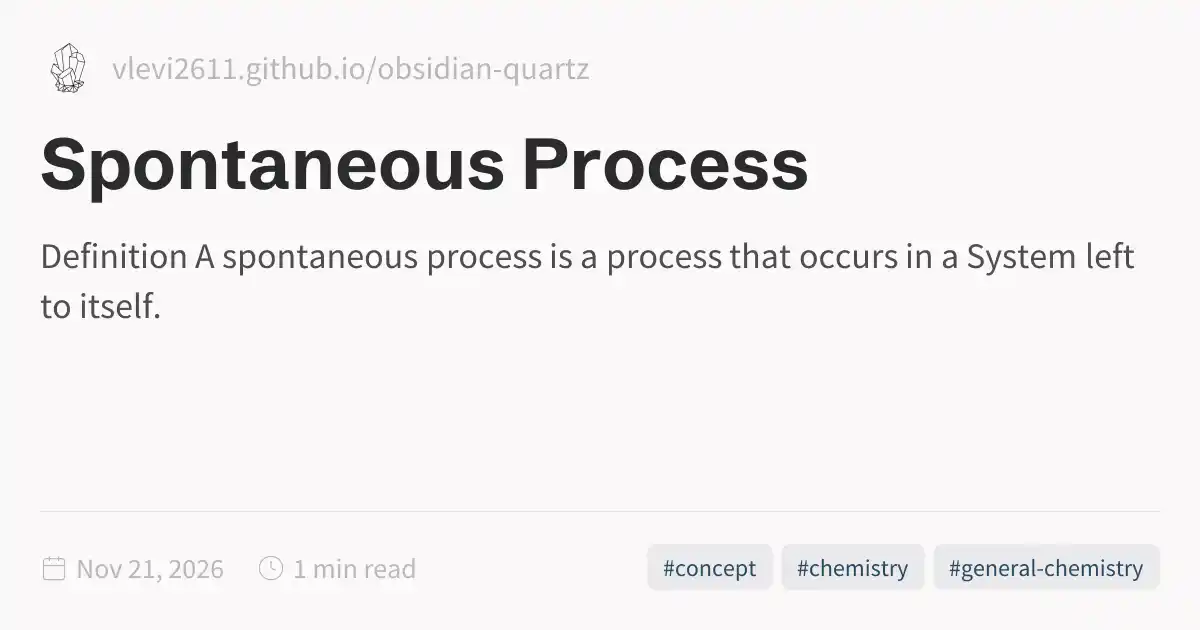 vlevi2611.github.io/obsidian-quartz
Spontaneous Process
Definition A spontaneous process is a process that occurs in a System left
to itself.
Nov 21, 2026 1 min read #concept #chemistry #general-chemistry